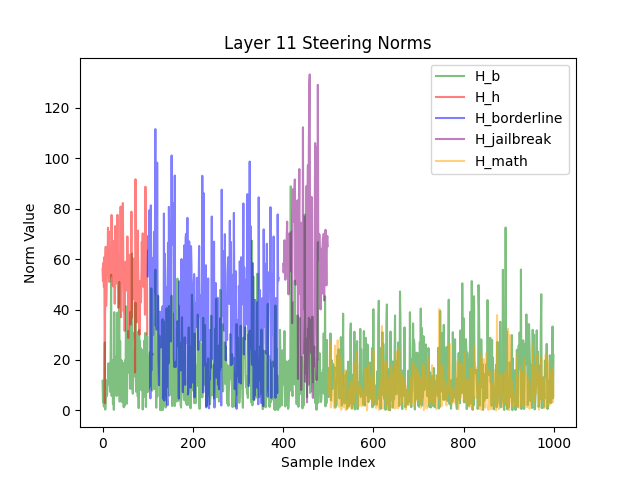 Layer 11 Steering Norms
H_b
H_h
H_borderline
H_jailbreak
H_math
Norm Value
120
100
80
60
40
20
0
0 200 400 600 800 1000
Sample Index